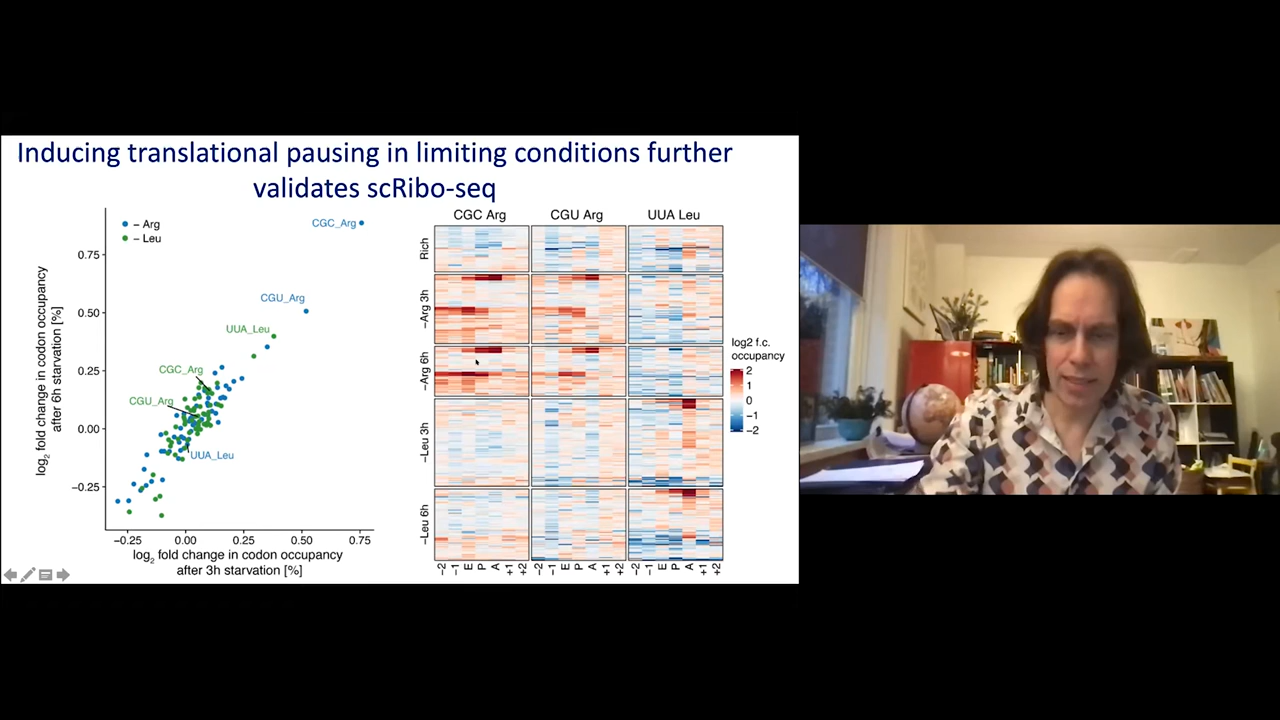 Inducing translational pausing in limiting conditions further
validates scRibo-seq
− Arg
− Leu
CGC_Arg
CGU_Arg
UUA_Leu
CGC_Arg
CGU_Arg
UUA_Leu
0.75
0.50
0.25
0.00
−0.25
log2 fold change in codon occupancy
after 6h starvation [%]
−0.25 0.00 0.25 0.50 0.75
log2 fold change in codon occupancy
after 3h starvation [%]
CGC Arg CGU Arg UUA Leu
Rich
−Arg 3h
−Arg 6h
−Leu 3h
−Leu 6h
−2 −1 E P A +1 +2 −2 −1 E P A +1 +2 −2 −1 E P A +1 +2
log2 f.c.
occupancy
2
1
0
−1
−2